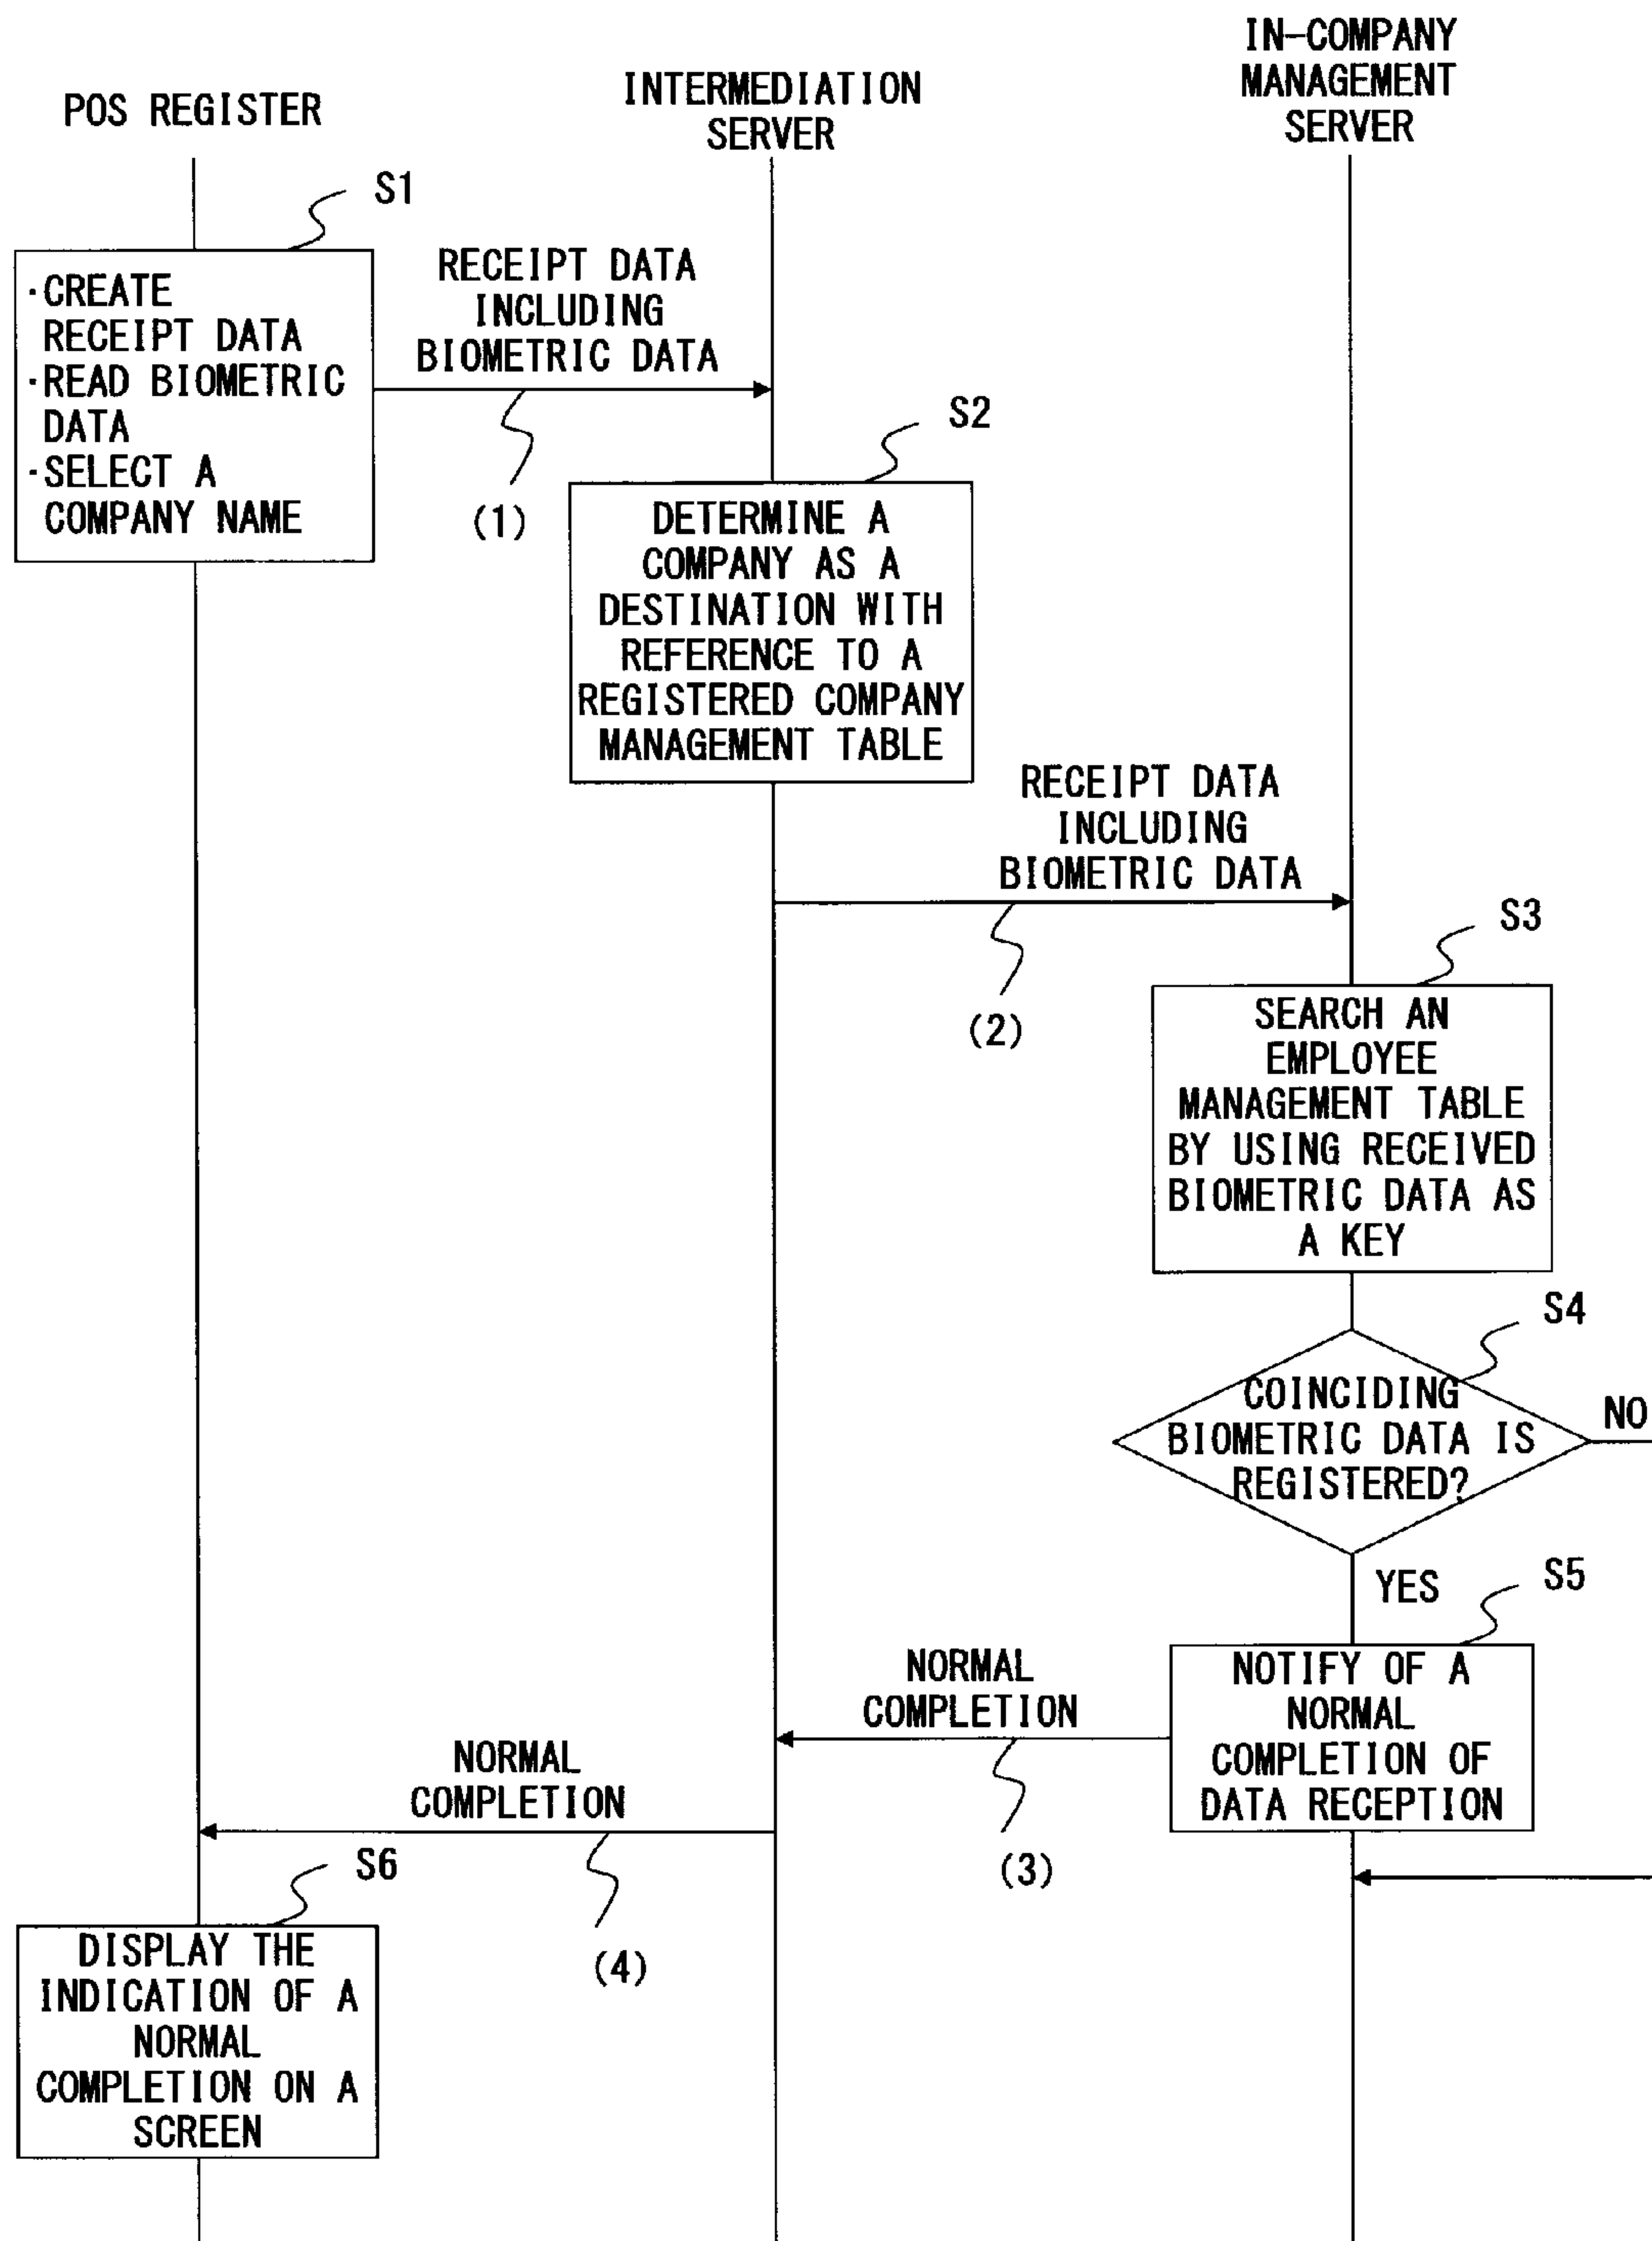 POS REGISTER
INTERMEDIATION
SERVER
IN-COMPANY
MANAGEMENT
SERVER
S1
·CREATE
RECEIPT DATA
·READ BIOMETRIC
DATA
·SELECT A
COMPANY NAME
RECEIPT DATA
INCLUDING
BIOMETRIC DATA
(1)
S2
DETERMINE A
COMPANY AS A
DESTINATION WITH
REFERENCE TO A
REGISTERED COMPANY
MANAGEMENT TABLE
RECEIPT DATA
INCLUDING
BIOMETRIC DATA
(2)
S3
SEARCH AN
EMPLOYEE
MANAGEMENT TABLE
BY USING RECEIVED
BIOMETRIC DATA AS
A KEY
S4
COINCIDING
BIOMETRIC DATA IS
REGISTERED?
NO
YES
S5
NOTIFY OF A
NORMAL
COMPLETION OF
DATA RECEPTION
NORMAL
COMPLETION
(3)
NORMAL
COMPLETION
(4)
S6
DISPLAY THE
INDICATION OF A
NORMAL
COMPLETION ON A
SCREEN